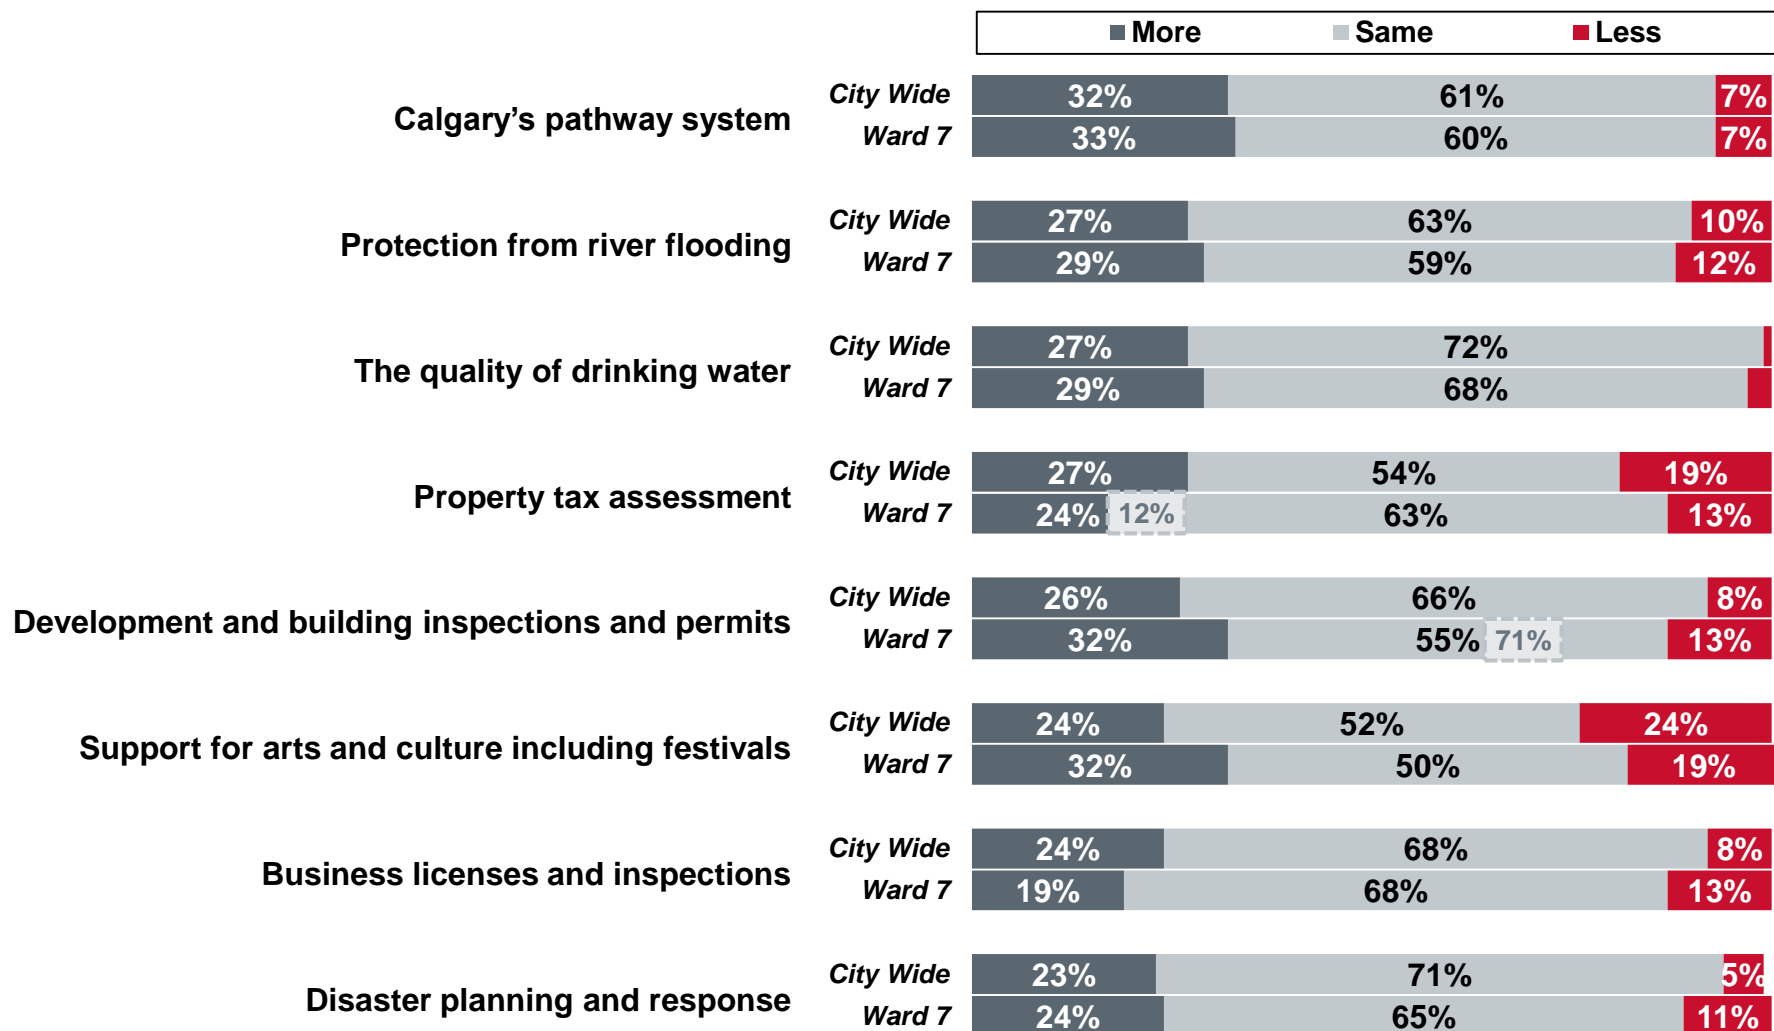 More Same Less
City Wide 32% 61% 7%
Calgary’s pathway system
Ward 7 33% 60% 7%
City Wide 27% 63% 10%
Protection from river flooding
Ward 7 29% 59% 12%
City Wide 27% 72%
The quality of drinking water
Ward 7 29% 68%
City Wide 27% 54% 19%
Property tax assessment
Ward 7 24% 12% 63% 13%
City Wide 26% 66% 8%
Development and building inspections and permits
Ward 7 32% 55% 71% 13%
City Wide 24% 52% 24%
Support for arts and culture including festivals
Ward 7 32% 50% 19%
City Wide 24% 68% 8%
Business licenses and inspections
Ward 7 19% 68% 13%
City Wide 23% 71% 5%
Disaster planning and response
Ward 7 24% 65% 11%